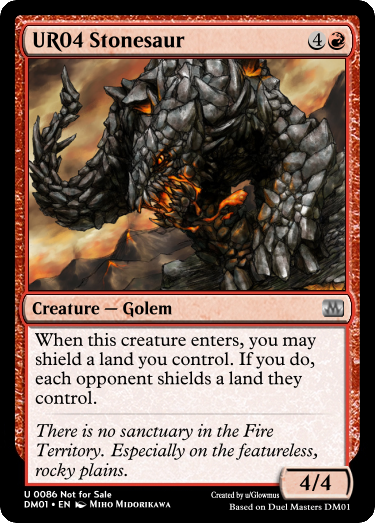 UR04 Stonesaur
4
Creature — Golem
When this creature enters, you may
shield a land you control. If you do,
each opponent shields a land they
control.
There is no sanctuary in the Fire
Territory. Especially on the featureless,
rocky plains.
4/4
U 0086 Not for Sale
DM01 • EN Miho Midorikawa
Created by u/Glowmus
Based on Duel Masters DM01